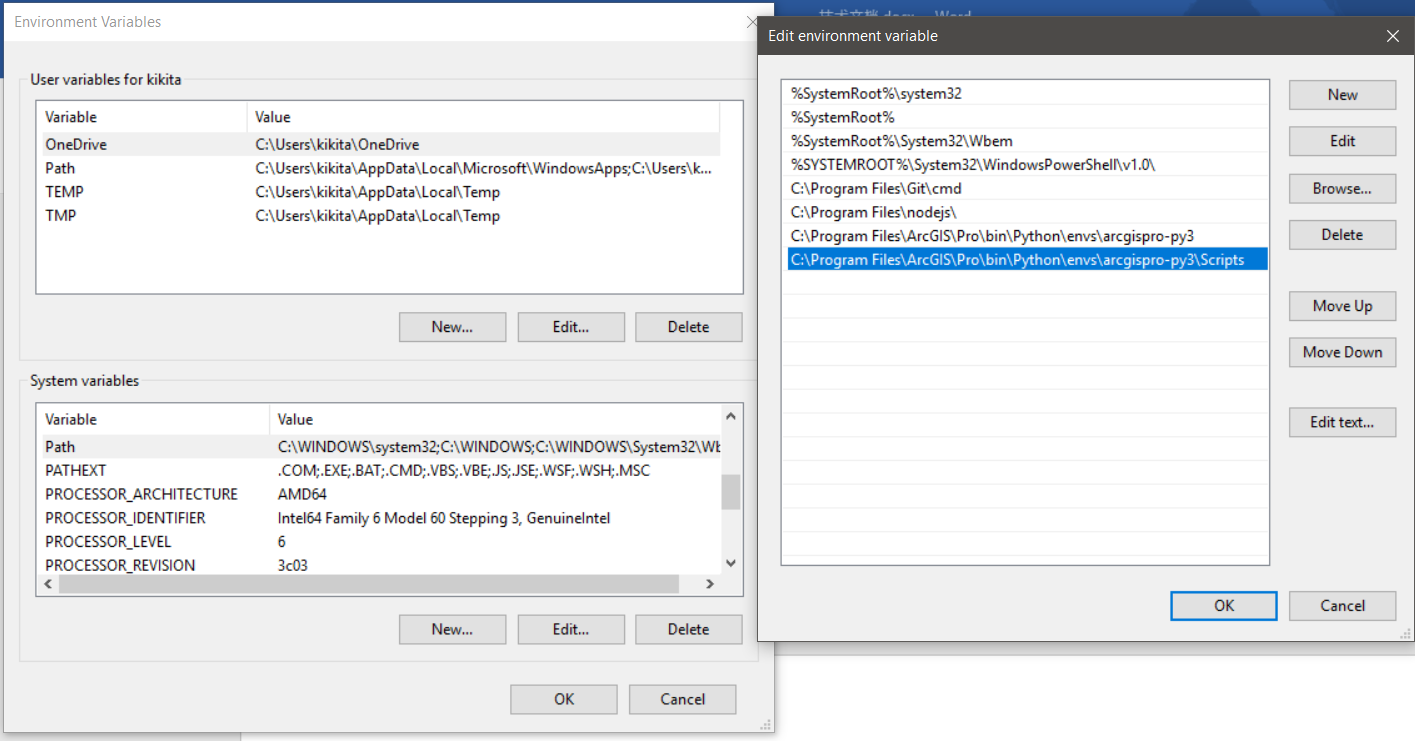 Environment Variables
User variables for kikita
Variable Value
OneDrive C:\Users\kikita\OneDrive
Path C:\Users\kikita\AppData\Local\Microsoft\WindowsApps;C:\Users\k...
TEMP C:\Users\kikita\AppData\Local\Temp
TMP C:\Users\kikita\AppData\Local\Temp
New... Edit... Delete
System variables
Variable Value
Path C:\WINDOWS\system32;C:\WINDOWS;C:\WINDOWS\System32\Wb
PATHEXT .COM;.EXE;.BAT;.CMD;.VBS;.VBE;.JS;.JSE;.WSF;.WSH;.MSC
PROCESSOR_ARCHITECTURE AMD64
PROCESSOR_IDENTIFIER Intel64 Family 6 Model 60 Stepping 3, GenuineIntel
PROCESSOR_LEVEL 6
PROCESSOR_REVISION 3c03
New... Edit... Delete
OK Cancel
Edit environment variable
%SystemRoot%\system32
%SystemRoot%
%SystemRoot%\System32\Wbem
%SYSTEMROOT%\System32\WindowsPowerShell\v1.0\
C:\Program Files\Git\cmd
C:\Program Files\nodejs\
C:\Program Files\ArcGIS\Pro\bin\Python\envs\arcgispro-py3
C:\Program Files\ArcGIS\Pro\bin\Python\envs\arcgispro-py3\Scripts
New
Edit
Browse...
Delete
Move Up
Move Down
Edit text...
OK Cancel